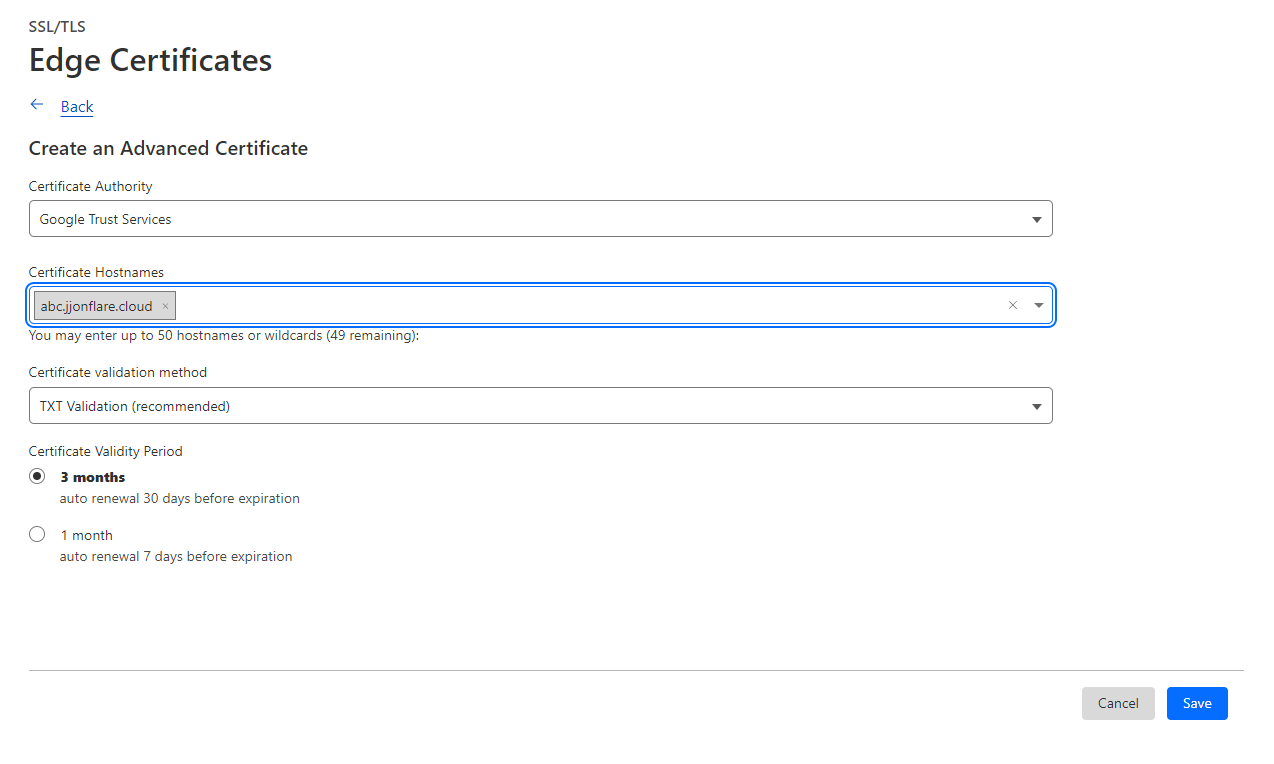 SSL/TLS
Edge Certificates
← Back
Create an Advanced Certificate
Certificate Authority
Google Trust Services
Certificate Hostnames
abc.jjonflare.cloud ×
You may enter up to 50 hostnames or wildcards (49 remaining):
Certificate validation method
TXT Validation (recommended)
Certificate Validity Period
3 months
auto renewal 30 days before expiration
1 month
auto renewal 7 days before expiration
Cancel Save